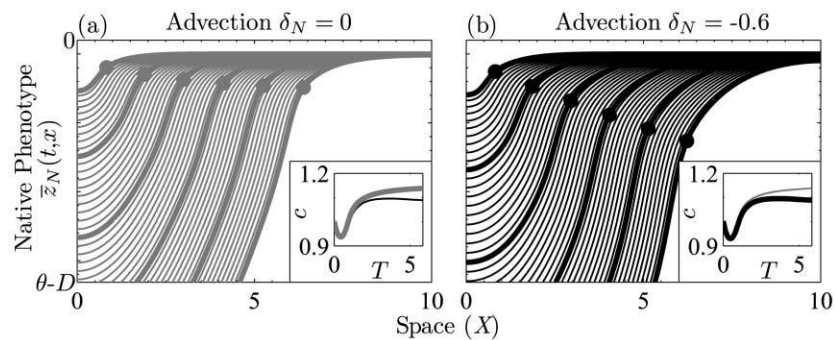 (a) Advection δ_N = 0
(b) Advection δ_N = -0.6
Native Phenotype
z̅_N(t,x)
0
θ-D
1.2
c
0.9
0 T 5
1.2
c
0.9
0 T 5
0 5 10
0 5 10
Space (X)